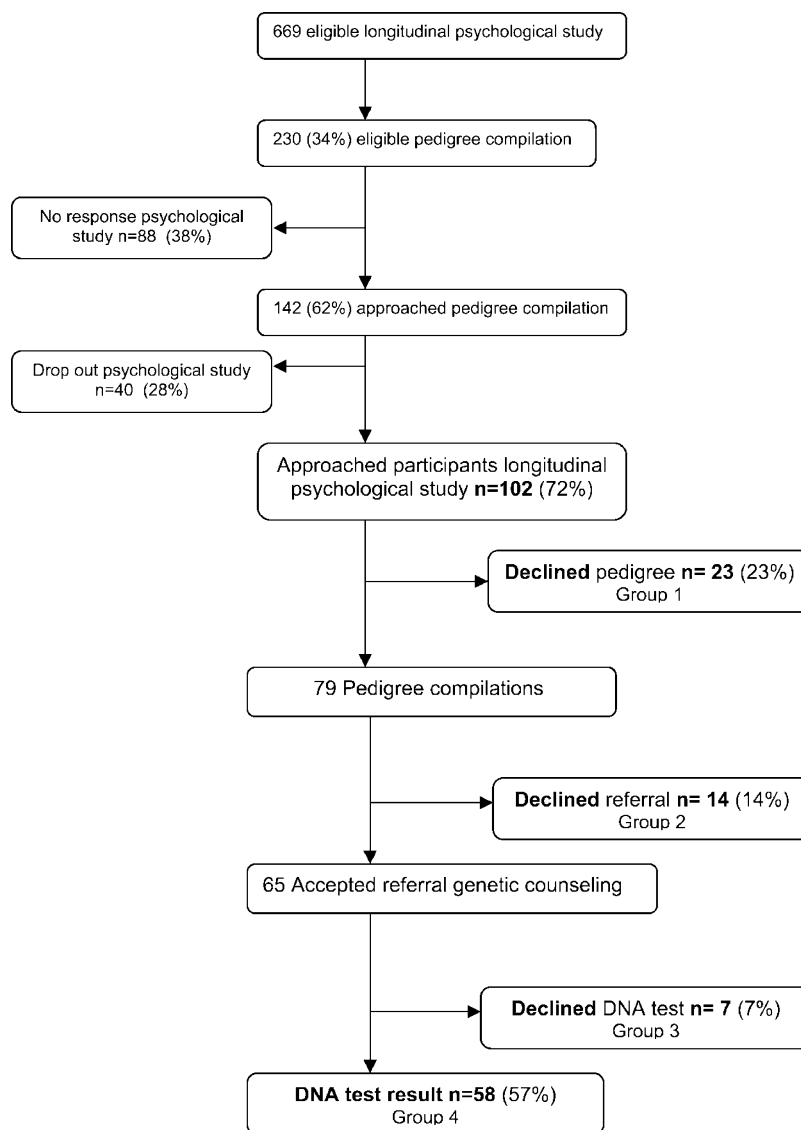 669 eligible longitudinal psychological study
230 (34%) eligible pedigree compilation
No response psychological
study n=88 (38%)
142 (62%) approached pedigree compilation
Drop out psychological study
n=40 (28%)
Approached participants longitudinal
psychological study n=102 (72%)
Declined pedigree n= 23 (23%)
Group 1
79 Pedigree compilations
Declined referral n= 14 (14%)
Group 2
65 Accepted referral genetic counseling
Declined DNA test n= 7 (7%)
Group 3
DNA test result n=58 (57%)
Group 4